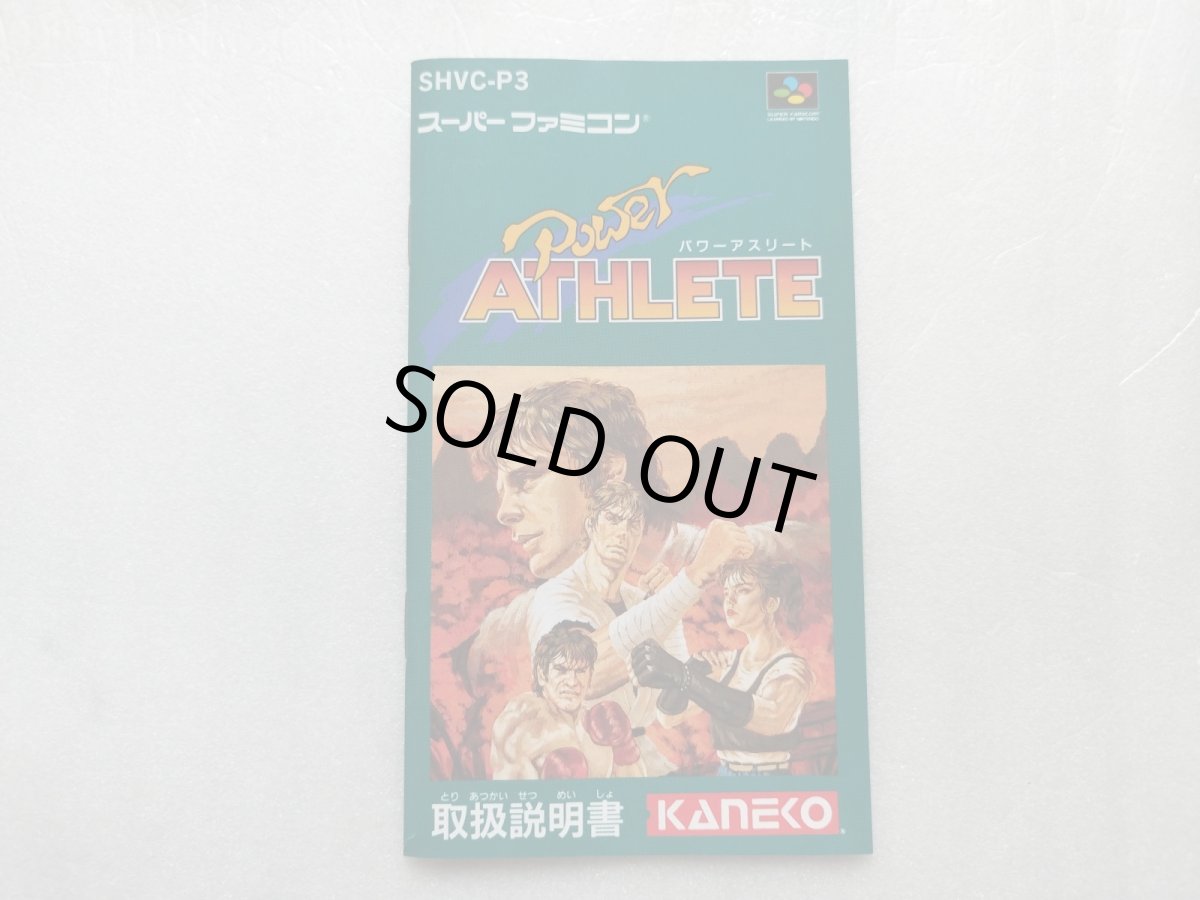 SHVC-P3
SUPER FAMICOM
スーパーファミコン®
Power
パワーアスリート
ATHLETE
SOLD OUT
とり あつかい せつ めい しょ
取扱説明書
KANEKO®